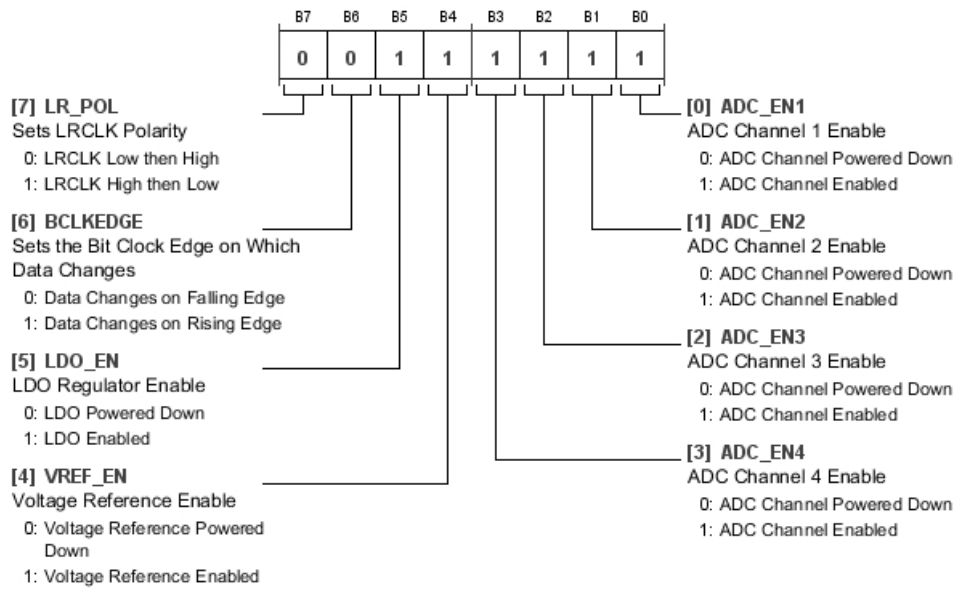 B7 B6 B5 B4 B3 B2 B1 B0
0 0 1 1 1 1 1 1
[7] LR_POL
Sets LRCLK Polarity
0: LRCLK Low then High
1: LRCLK High then Low
[6] BCLKEDGE
Sets the Bit Clock Edge on Which
Data Changes
0: Data Changes on Falling Edge
1: Data Changes on Rising Edge
[5] LDO_EN
LDO Regulator Enable
0: LDO Powered Down
1: LDO Enabled
[4] VREF_EN
Voltage Reference Enable
0: Voltage Reference Powered
Down
1: Voltage Reference Enabled
[0] ADC_EN1
ADC Channel 1 Enable
0: ADC Channel Powered Down
1: ADC Channel Enabled
[1] ADC_EN2
ADC Channel 2 Enable
0: ADC Channel Powered Down
1: ADC Channel Enabled
[2] ADC_EN3
ADC Channel 3 Enable
0: ADC Channel Powered Down
1: ADC Channel Enabled
[3] ADC_EN4
ADC Channel 4 Enable
0: ADC Channel Powered Down
1: ADC Channel Enabled